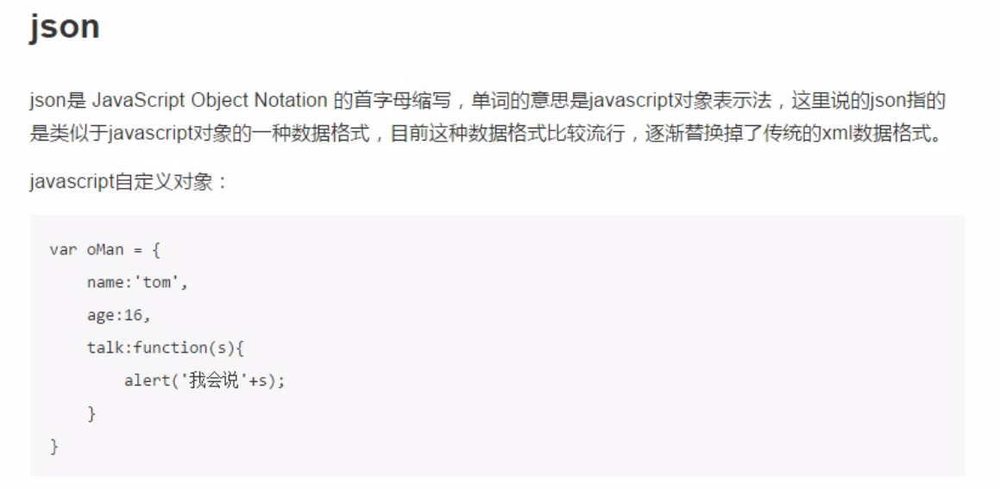 json
json是 JavaScript Object Notation 的首字母缩写，单词的意思是javascript对象表示法，这里说的json指的
是类似于javascript对象的一种数据格式，目前这种数据格式比较流行，逐渐替换掉了传统的xml数据格式。
javascript自定义对象：
var oMan = {
    name:'tom',
    age:16,
    talk:function(s){
        alert('我会说'+s);
    }
}